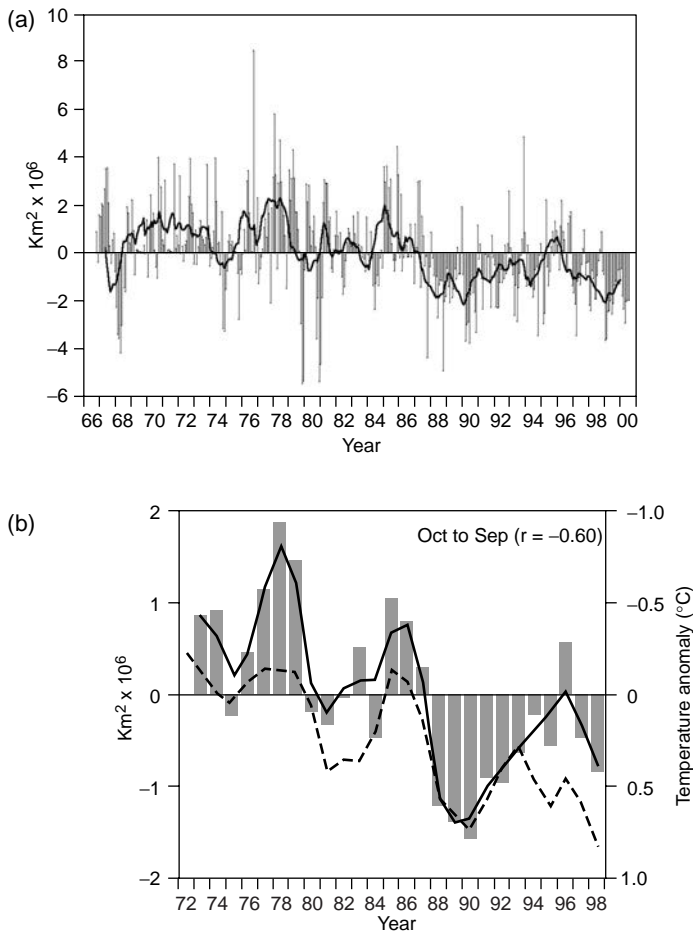 (a)
10
8
6
4
2
0
−2
−4
−6
Km² x 10⁶
66 68 70 72 74 76 78 80 82 84 86 88 90 92 94 96 98 00
Year
(b)
2
1
0
−1
−2
Km² x 10⁶
Oct to Sep (r = −0.60)
−1.0
-0.5
0
0.5
1.0
Temperature anomaly (°C)
72 74 76 78 80 82 84 86 88 90 92 94 96 98
Year